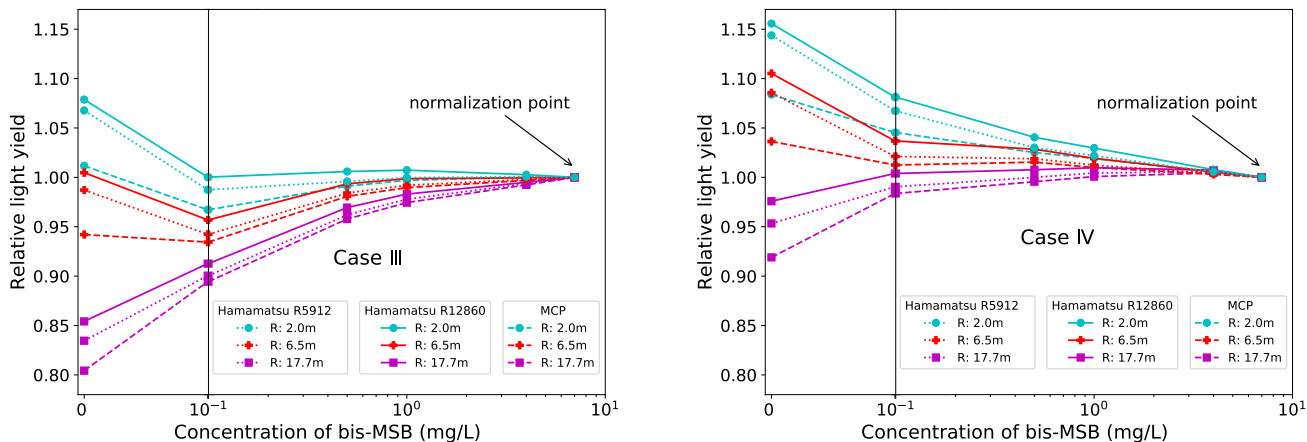 1.15
1.10
1.05
1.00
0.95
0.90
0.85
0.80
Relative light yield
normalization point
Case Ⅲ
Hamamatsu R5912
R: 2.0m
R: 6.5m
R: 17.7m
Hamamatsu R12860
R: 2.0m
R: 6.5m
R: 17.7m
MCP
R: 2.0m
R: 6.5m
R: 17.7m
0 10⁻¹ 10⁰ 10¹
Concentration of bis-MSB (mg/L)
1.15
1.10
1.05
1.00
0.95
0.90
0.85
0.80
Relative light yield
normalization point
Case Ⅳ
Hamamatsu R5912
R: 2.0m
R: 6.5m
R: 17.7m
Hamamatsu R12860
R: 2.0m
R: 6.5m
R: 17.7m
MCP
R: 2.0m
R: 6.5m
R: 17.7m
0 10⁻¹ 10⁰ 10¹
Concentration of bis-MSB (mg/L)